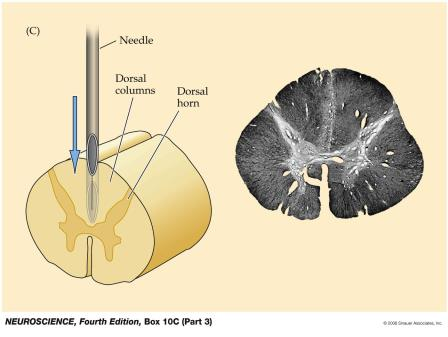 (C)
Needle
Dorsal
columns
Dorsal
horn
NEUROSCIENCE, Fourth Edition, Box 10C (Part 3)
© 2008 Sinauer Associates, Inc.